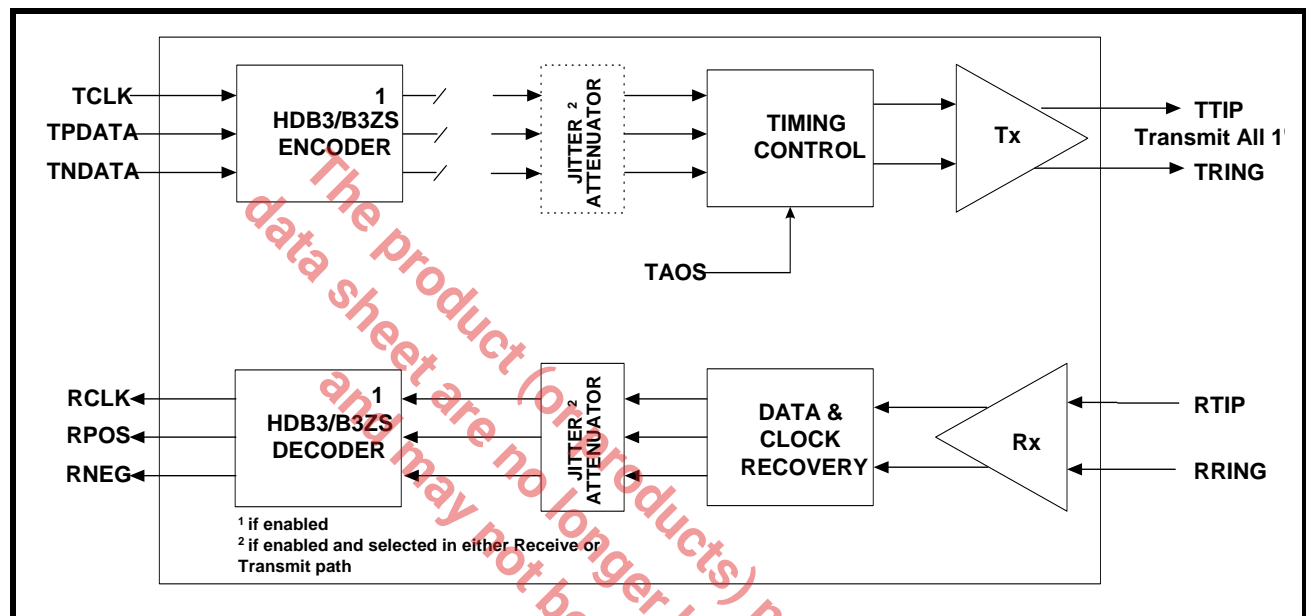 TCLK
TPDATA
TNDATA
1
HDB3/B3ZS
ENCODER
JITTER 2
ATTENUATOR
TIMING
CONTROL
Tx
TTIP
Transmit All 1'
TRING
TAOS
RCLK
RPOS
RNEG
1
HDB3/B3ZS
DECODER
JITTER 2
ATTENUATOR
DATA &
CLOCK
RECOVERY
Rx
RTIP
RRING
1 if enabled
2 if enabled and selected in either Receive or
Transmit path
The product (or products)
data sheet are no longer
and may not be